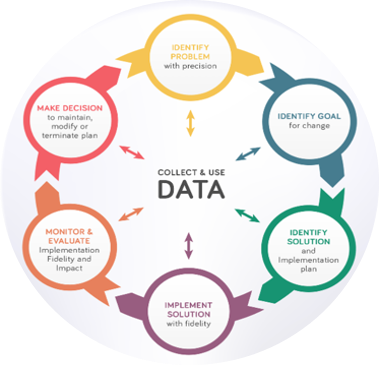 IDENTIFY
PROBLEM
with precision
IDENTIFY GOAL
for change
IDENTIFY
SOLUTION
and
Implementation
plan
IMPLEMENT
SOLUTION
with fidelity
MONITOR &
EVALUATE
Implementation
Fidelity and
Impact
MAKE DECISION
to maintain,
modify or
terminate plan
COLLECT & USE
DATA